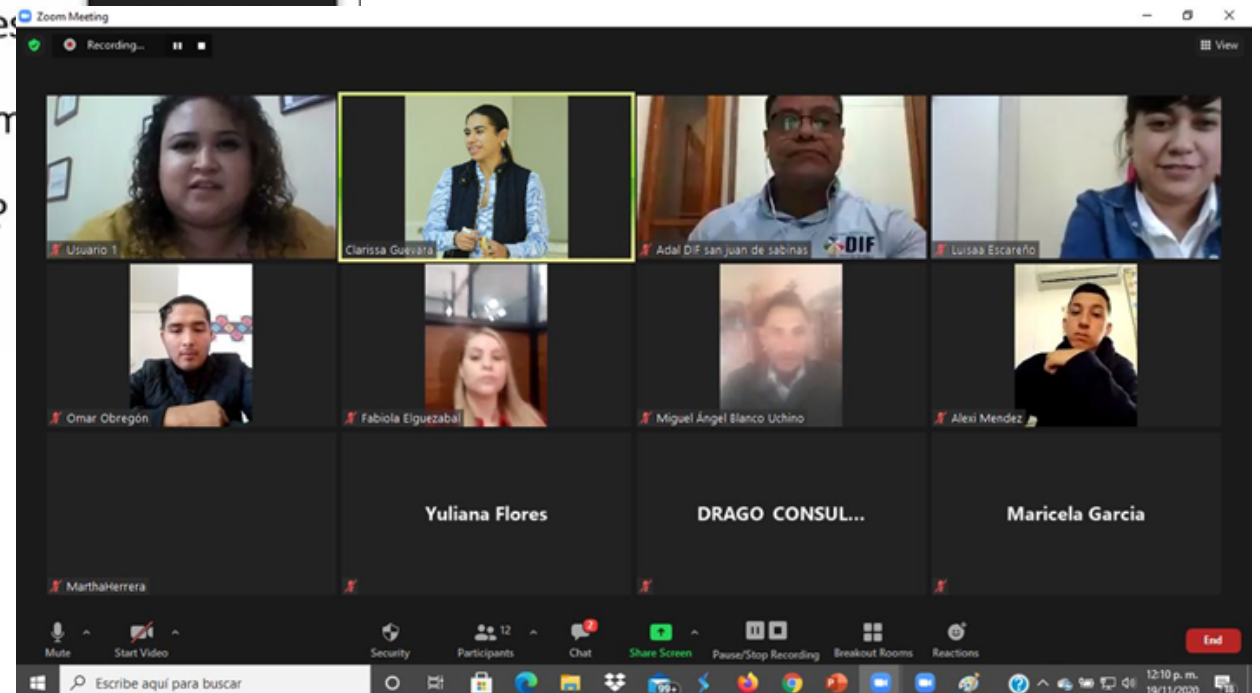 es
m
?
Zoom Meeting
Recording...
View
Usuario 1
Clarissa Guevara
Adal DIF san juan de sabinas
DIF
Luisaa Escareño
Omar Obregón
Fabiola Elguezabal
Miguel Ángel Blanco Uchino
Alexi Mendez
MarthaHerrera
Yuliana Flores
DRAGO CONSUL...
Maricela Garcia
Mute
Start Video
Security
12
Participants
2
Chat
Share Screen
Pause/Stop Recording
Breakout Rooms
Reactions
End
Escribe aquí para buscar
99+
12:10 p. m.
19/11/2020